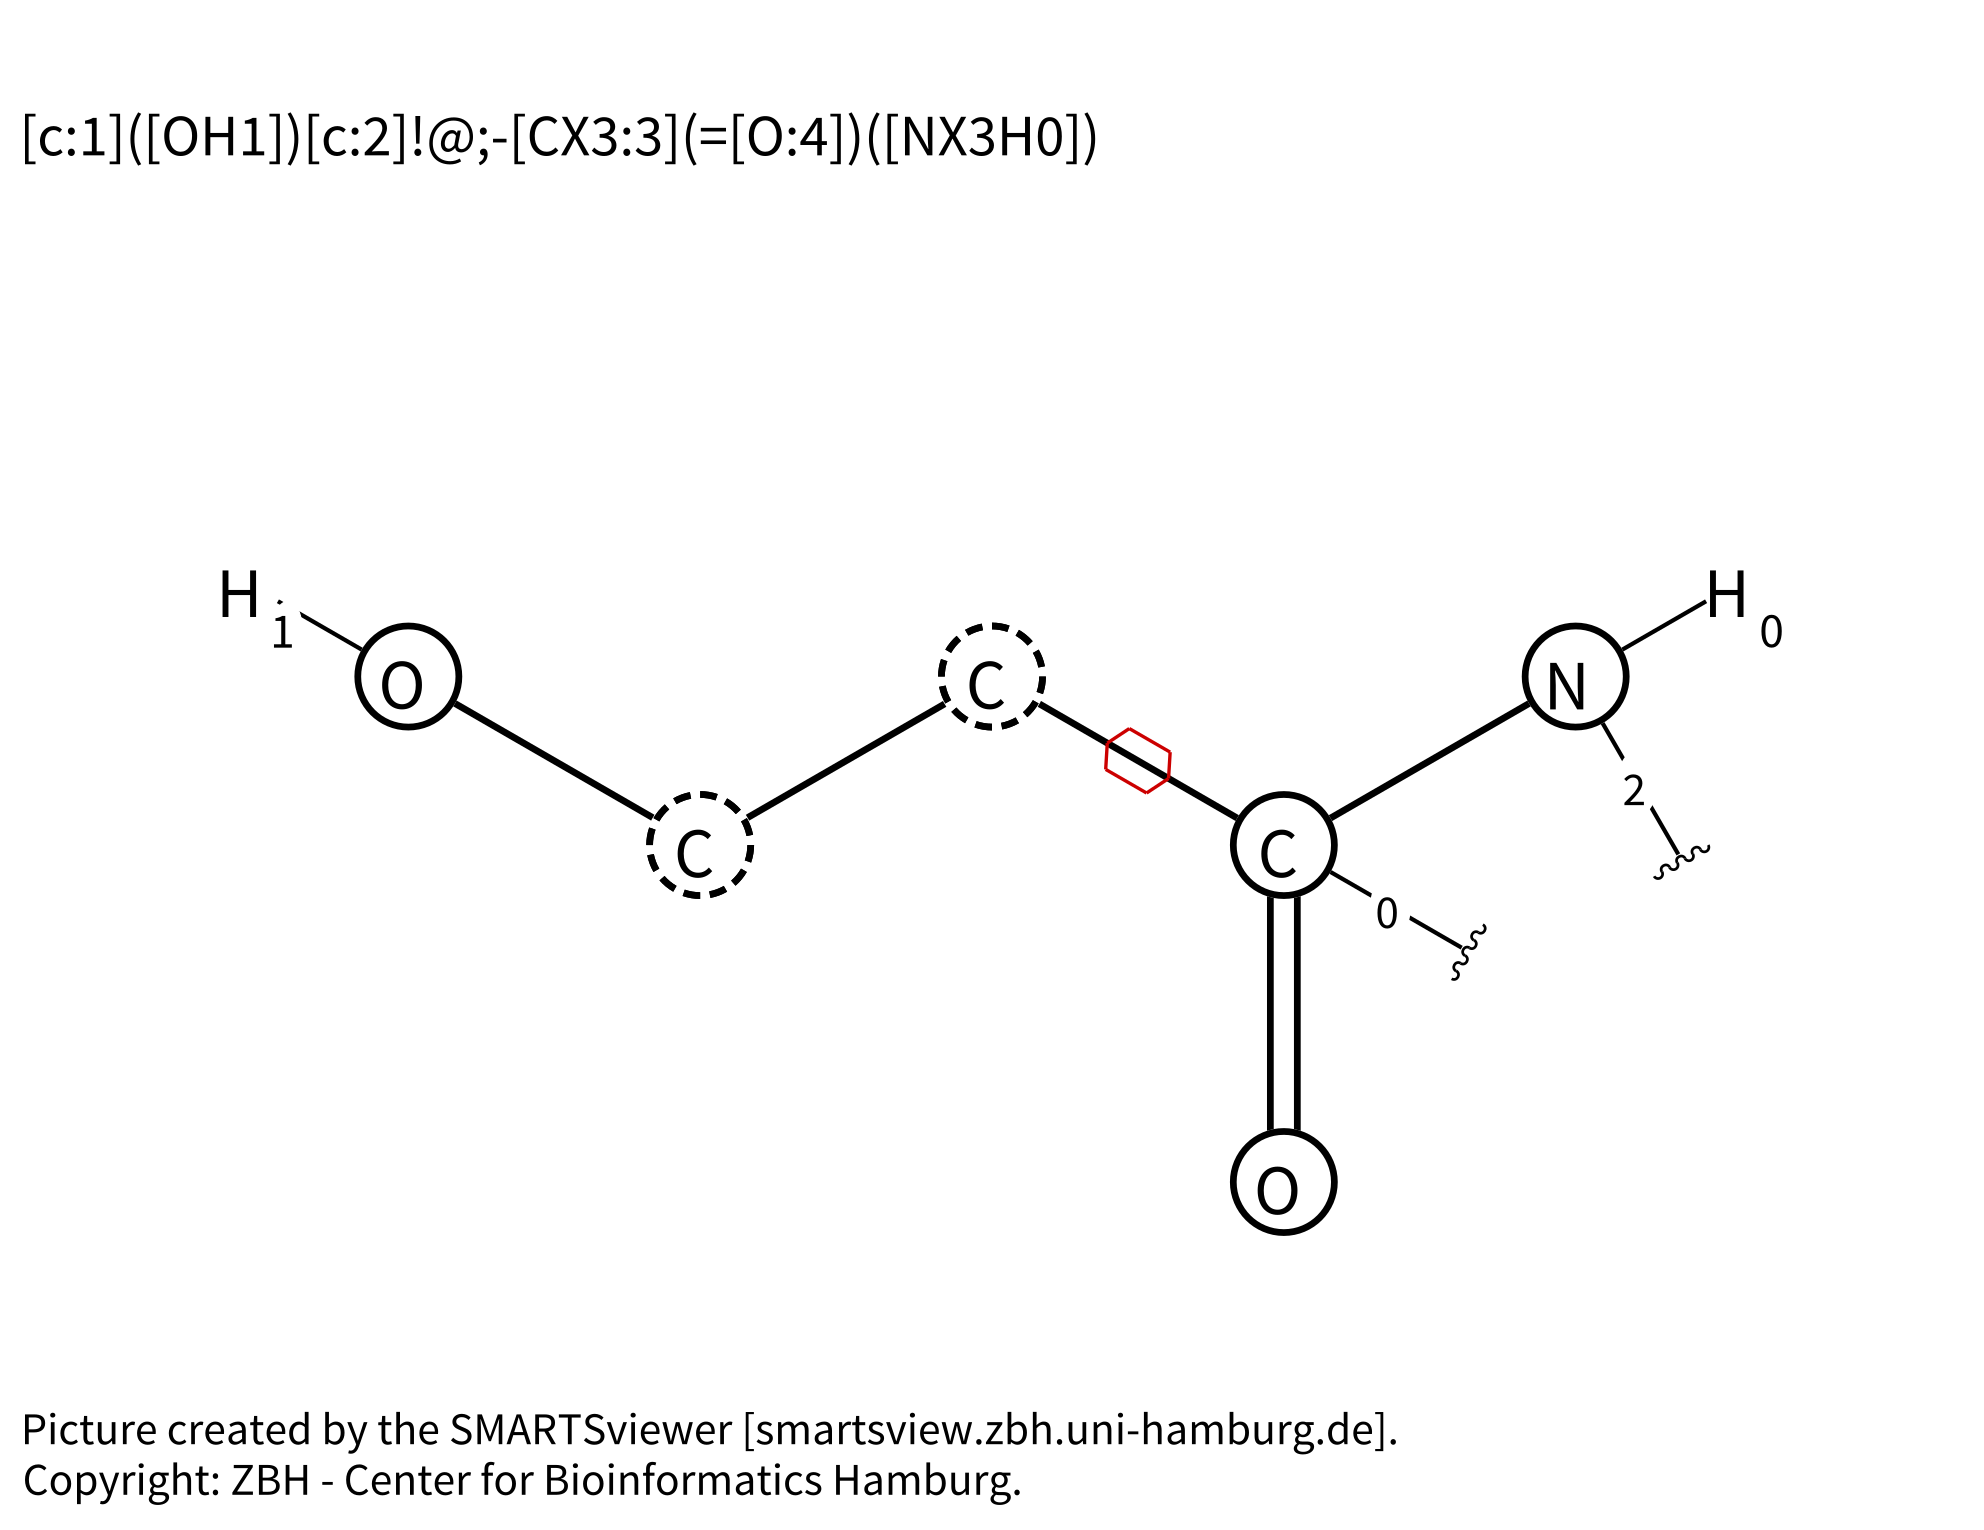 [c:1]([OH1])[c:2]!@;-[CX3:3](=[O:4])([NX3H0])
H 1
O
C
C
N
H 0
2
C
0
O
Picture created by the SMARTSviewer [smartsview.zbh.uni-hamburg.de].
Copyright: ZBH - Center for Bioinformatics Hamburg.